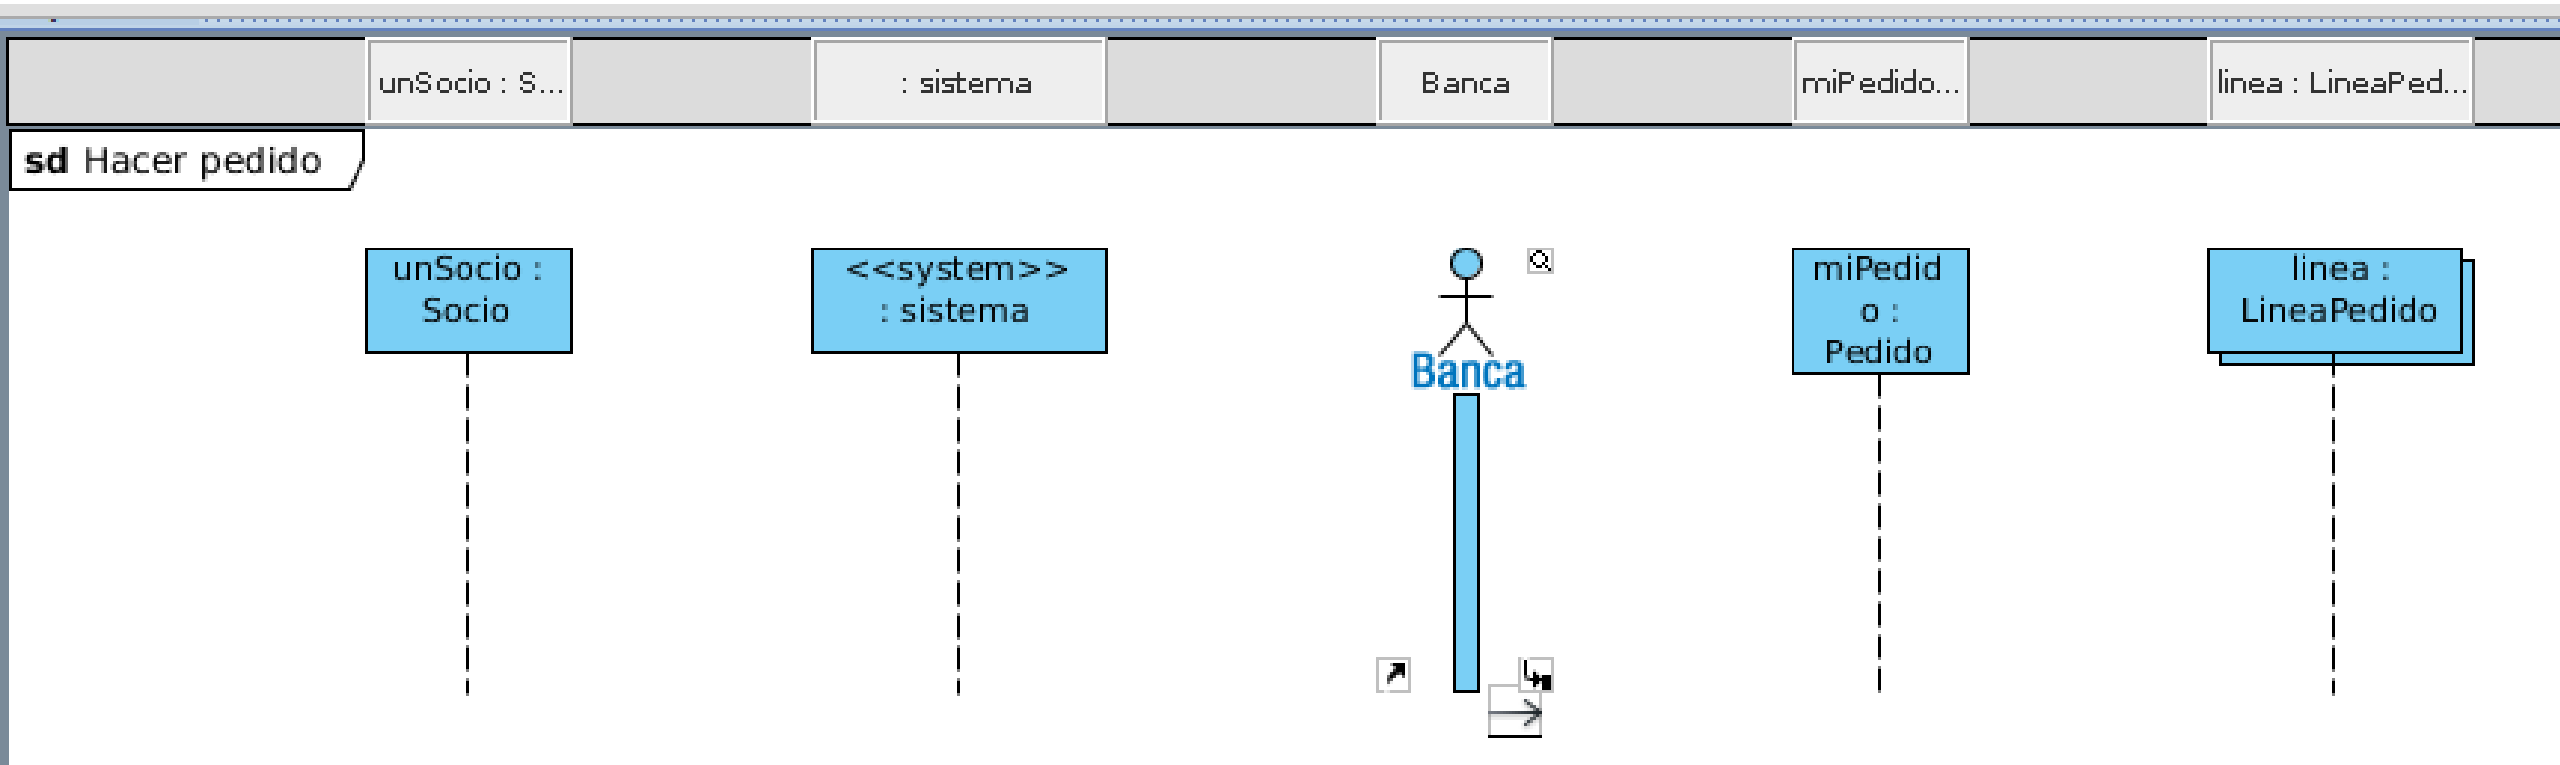 unSocio : S...
: sistema
Banca
miPedido...
linea : LineaPed...
sd Hacer pedido
unSocio :
Socio
<<system>>
: sistema
Banca
miPedid
o :
Pedido
linea :
LineaPedido